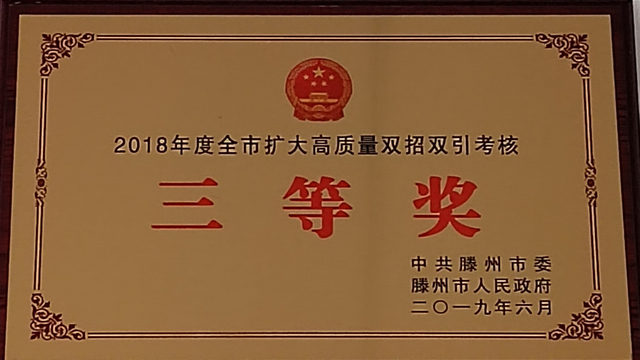 2018年度全市扩大高质量双招双引考核
三等奖
中共滕州市委
滕州市人民政府
二〇一九年六月